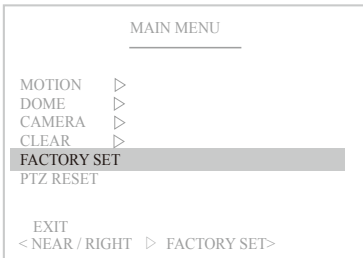 MAIN MENU
MOTION ▷
DOME ▷
CAMERA ▷
CLEAR ▷
FACTORY SET
PTZ RESET
EXIT
< NEAR / RIGHT ▷ FACTORY SET>